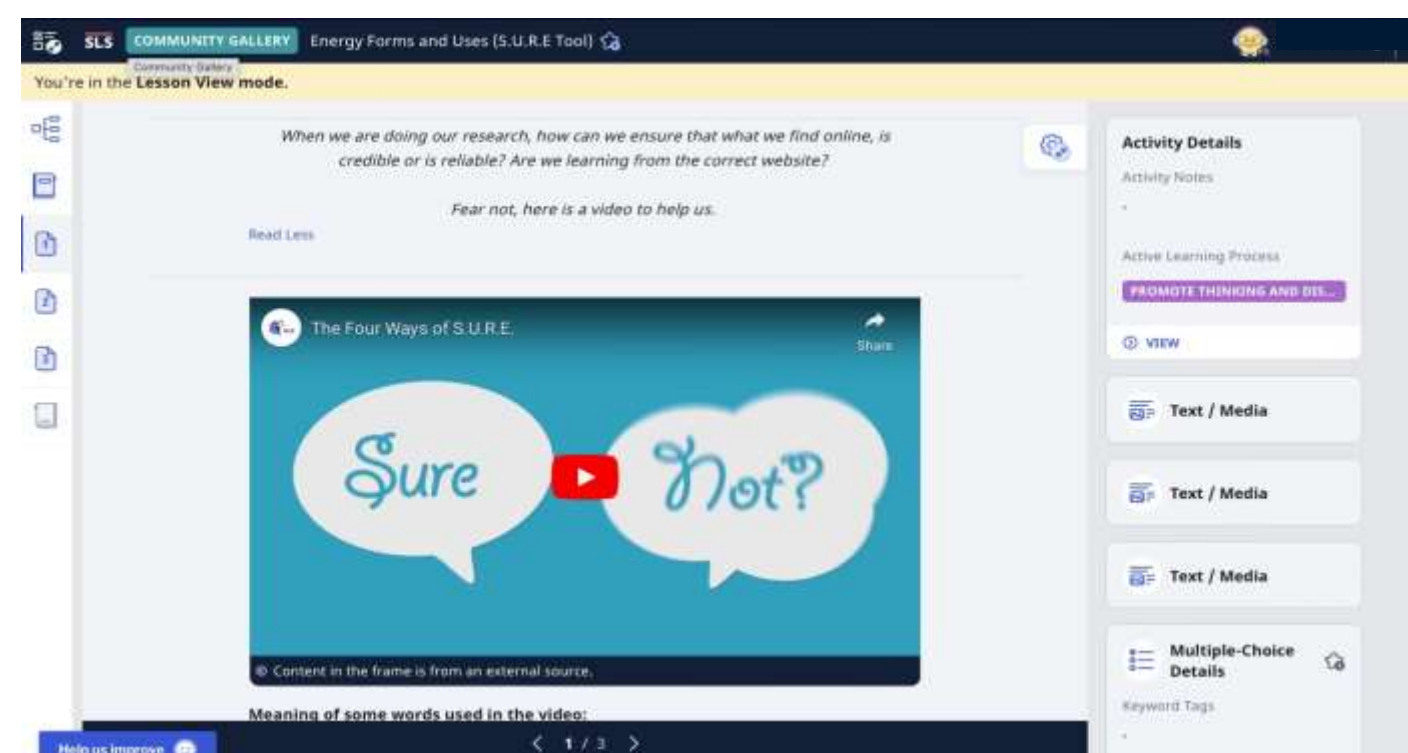 SLS COMMUNITY GALLERY Energy Forms and Uses (S.U.R.E Tool)
Community Gallery
You're in the Lesson View mode.
When we are doing our research, how can we ensure that what we find online, is
credible or is reliable? Are we learning from the correct website?
Fear not, here is a video to help us.
Read Less
The Four Ways of S.U.R.E.
Share
Sure Not?
© Content in the frame is from an external source.
Meaning of some words used in the video:
Help us improve
< 1 / 3 >
Activity Details
Activity Notes
-
Active Learning Process
PROMOTE THINKING AND DIS...
VIEW
Text / Media
Text / Media
Text / Media
Multiple-Choice
Details
Keyword Tags
-